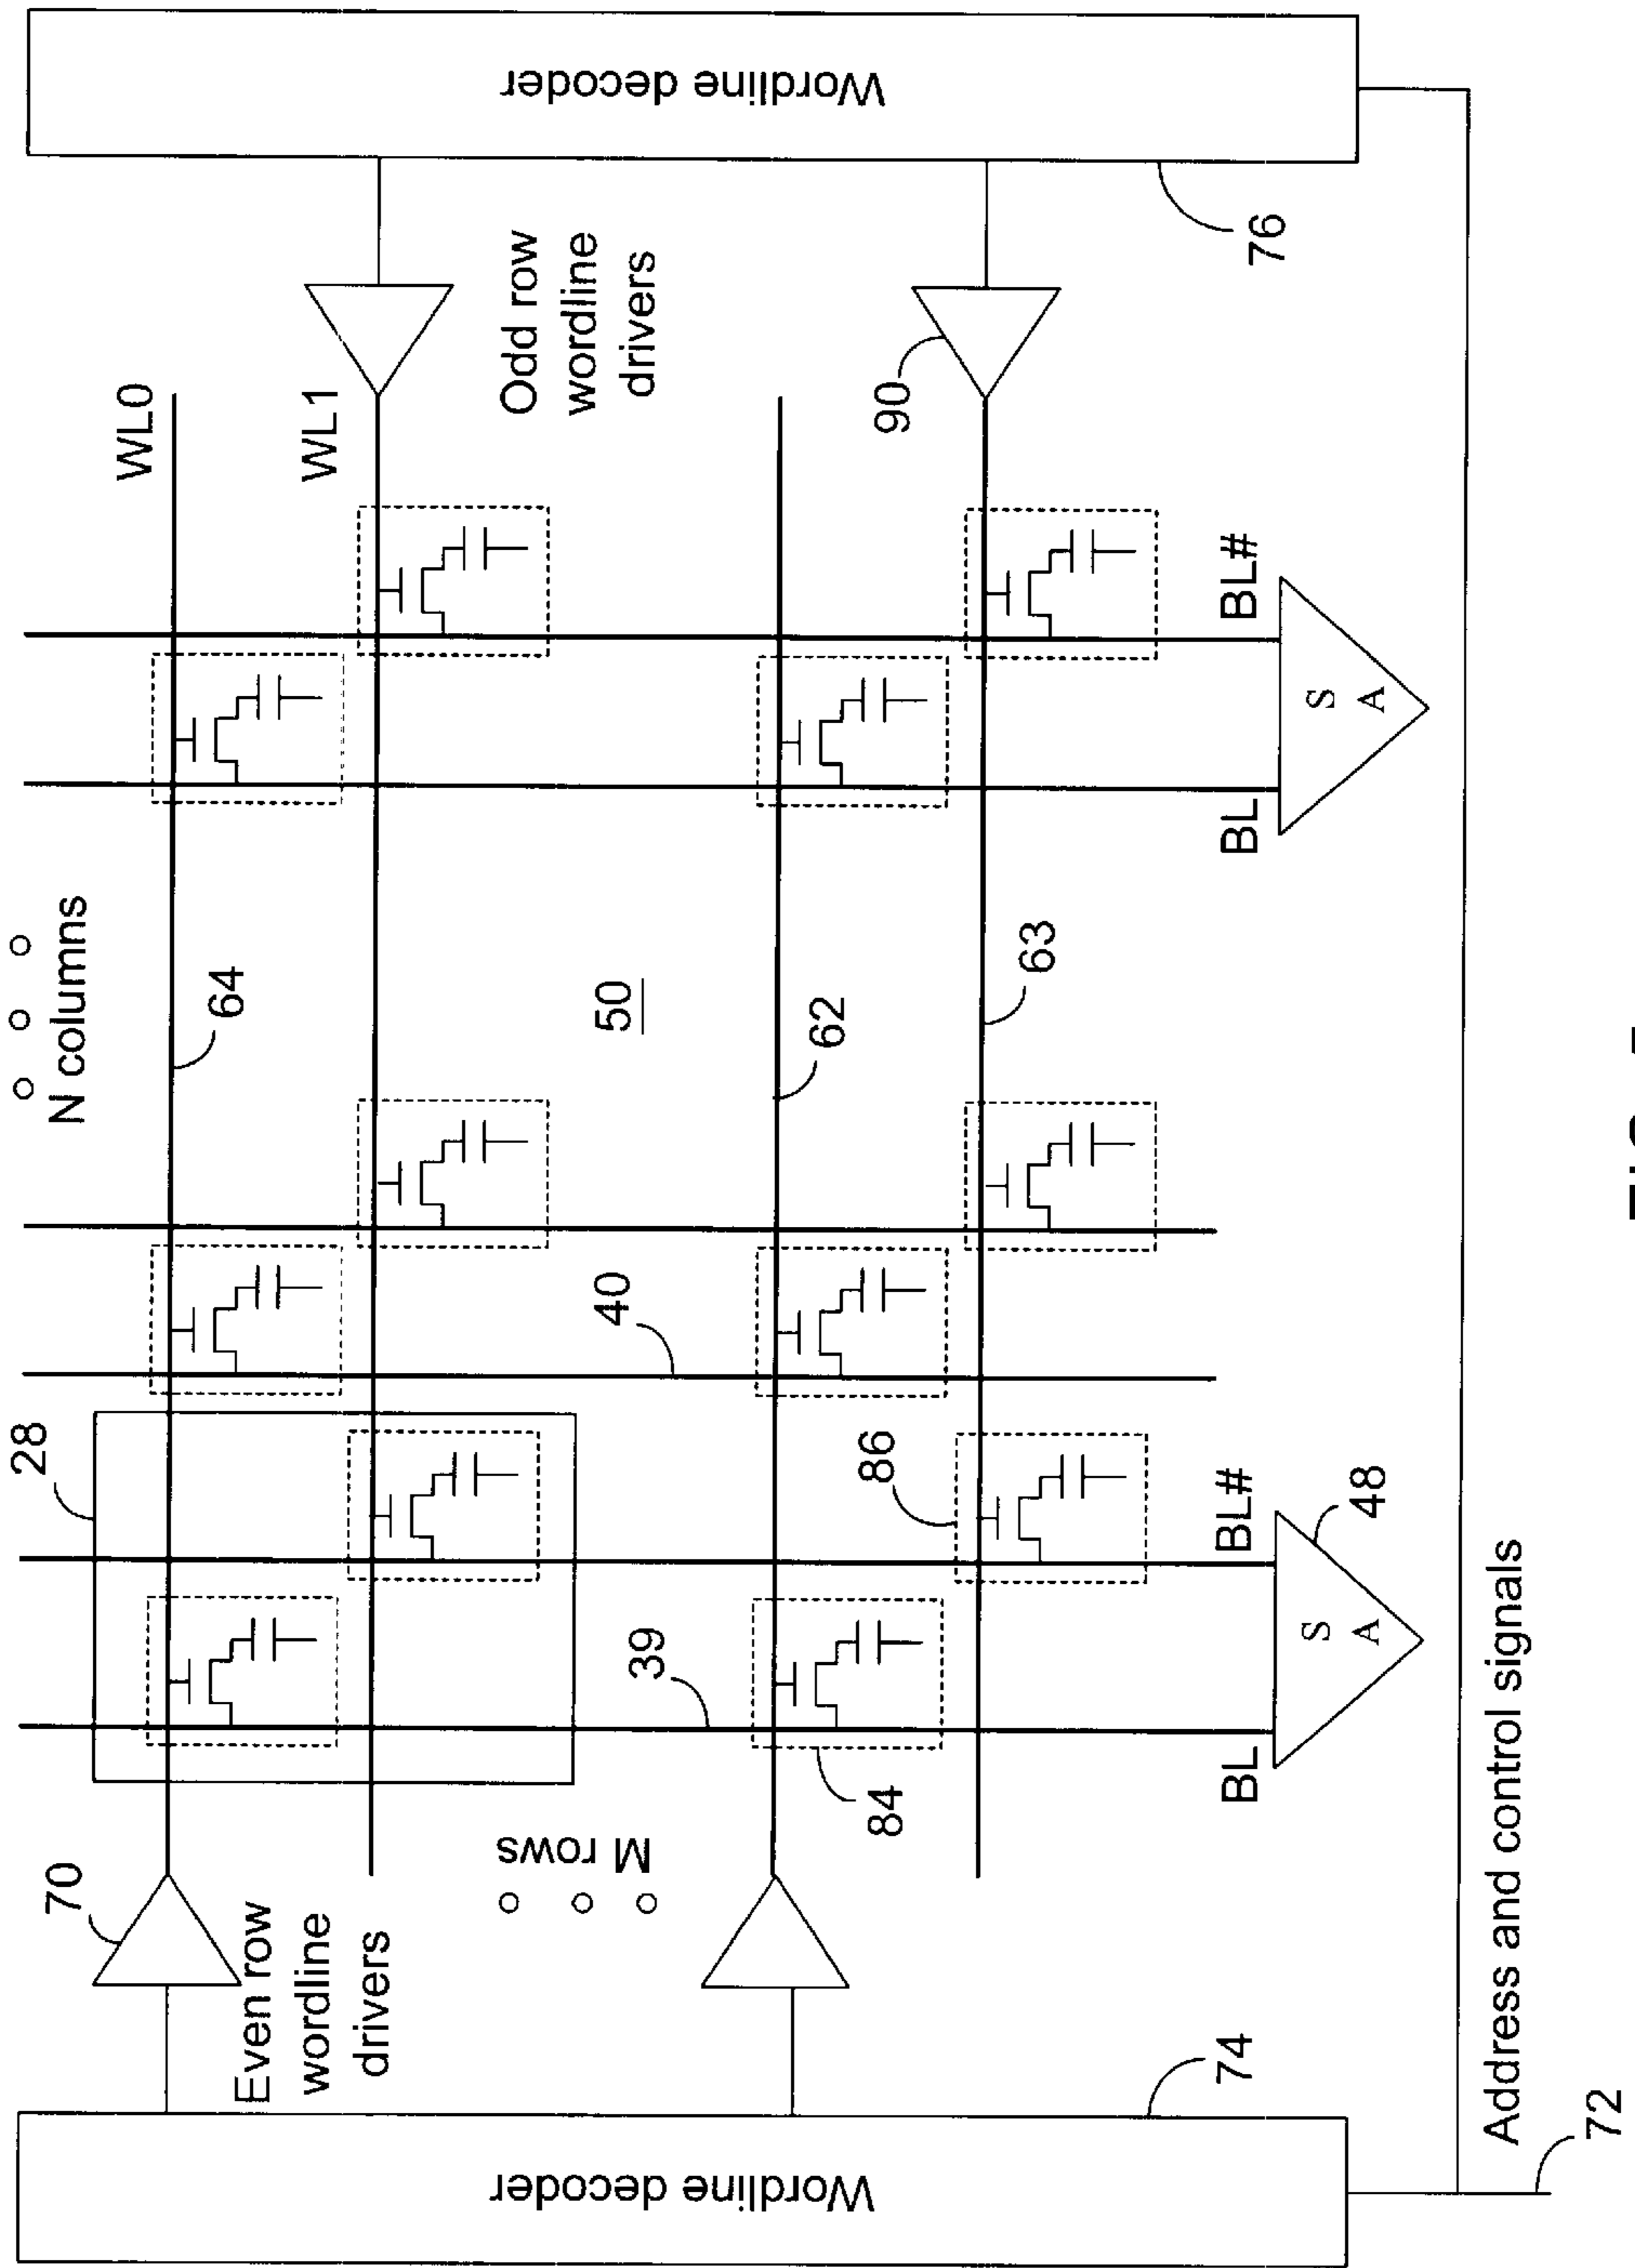 N columns
28
WL0
70
64
WL1
Even row
wordline
drivers
Odd row
wordline
drivers
M rows
40
50
39
Wordline decoder
Wordline decoder
62
84
86
63
90
BL
BL#
BL
BL#
74
76
S
A
S
A
48
Address and control signals
72